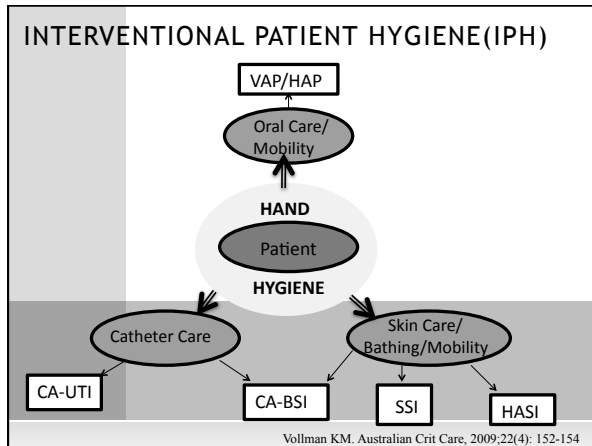 INTERVENTIONAL PATIENT HYGIENE(IPH)
VAP/HAP
Oral Care/
Mobility
HAND
Patient
HYGIENE
Catheter Care
Skin Care/
Bathing/Mobility
CA-UTI
CA-BSI
SSI
HASI
Vollman KM. Australian Crit Care, 2009;22(4): 152-154